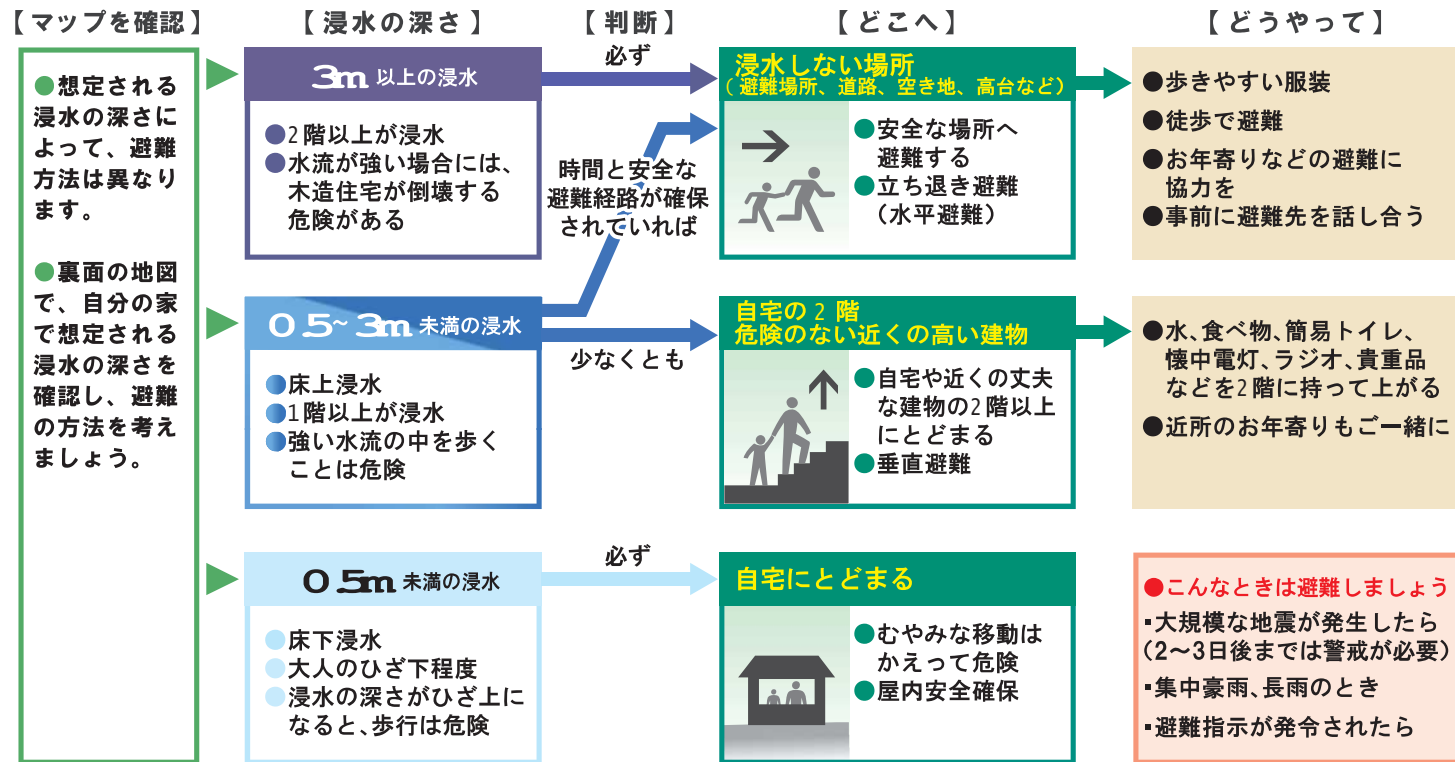 【マップを確認】
【浸水の深さ】
【判断】
【どこへ】
【どうやって】
●想定される
浸水の深さに
よって、避難
方法は異なり
ます。
●裏面の地図
で、自分の家
で想定される
浸水の深さを
確認し、避難
の方法を考え
ましょう。
3m 以上の浸水
●2階以上が浸水
●水流が強い場合には、
木造住宅が倒壊する
危険がある
必ず
浸水しない場所
(避難場所、道路、空き地、高台など)
●安全な場所へ
避難する
●立ち退き避難
(水平避難)
●歩きやすい服装
●徒歩で避難
●お年寄りなどの避難に
協力を
●事前に避難先を話し合う
時間と安全な
避難経路が確保
されていれば
0.5~3m 未満の浸水
●床上浸水
●1階以上が浸水
●強い水流の中を歩く
ことは危険
少なくとも
自宅の2階
危険のない近くの高い建物
●自宅や近くの丈夫
な建物の2階以上
にとどまる
●垂直避難
●水、食べ物、簡易トイレ、
懐中電灯、ラジオ、貴重品
などを2階に持って上がる
●近所のお年寄りもご一緒に
0.5m 未満の浸水
●床下浸水
●大人のひざ下程度
●浸水の深さがひざ上に
なると、歩行は危険
必ず
自宅にとどまる
●むやみな移動は
かえって危険
●屋内安全確保
●こんなときは避難しましょう
▪大規模な地震が発生したら
(2〜3日後までは警戒が必要)
▪集中豪雨、長雨のとき
▪避難指示が発令されたら